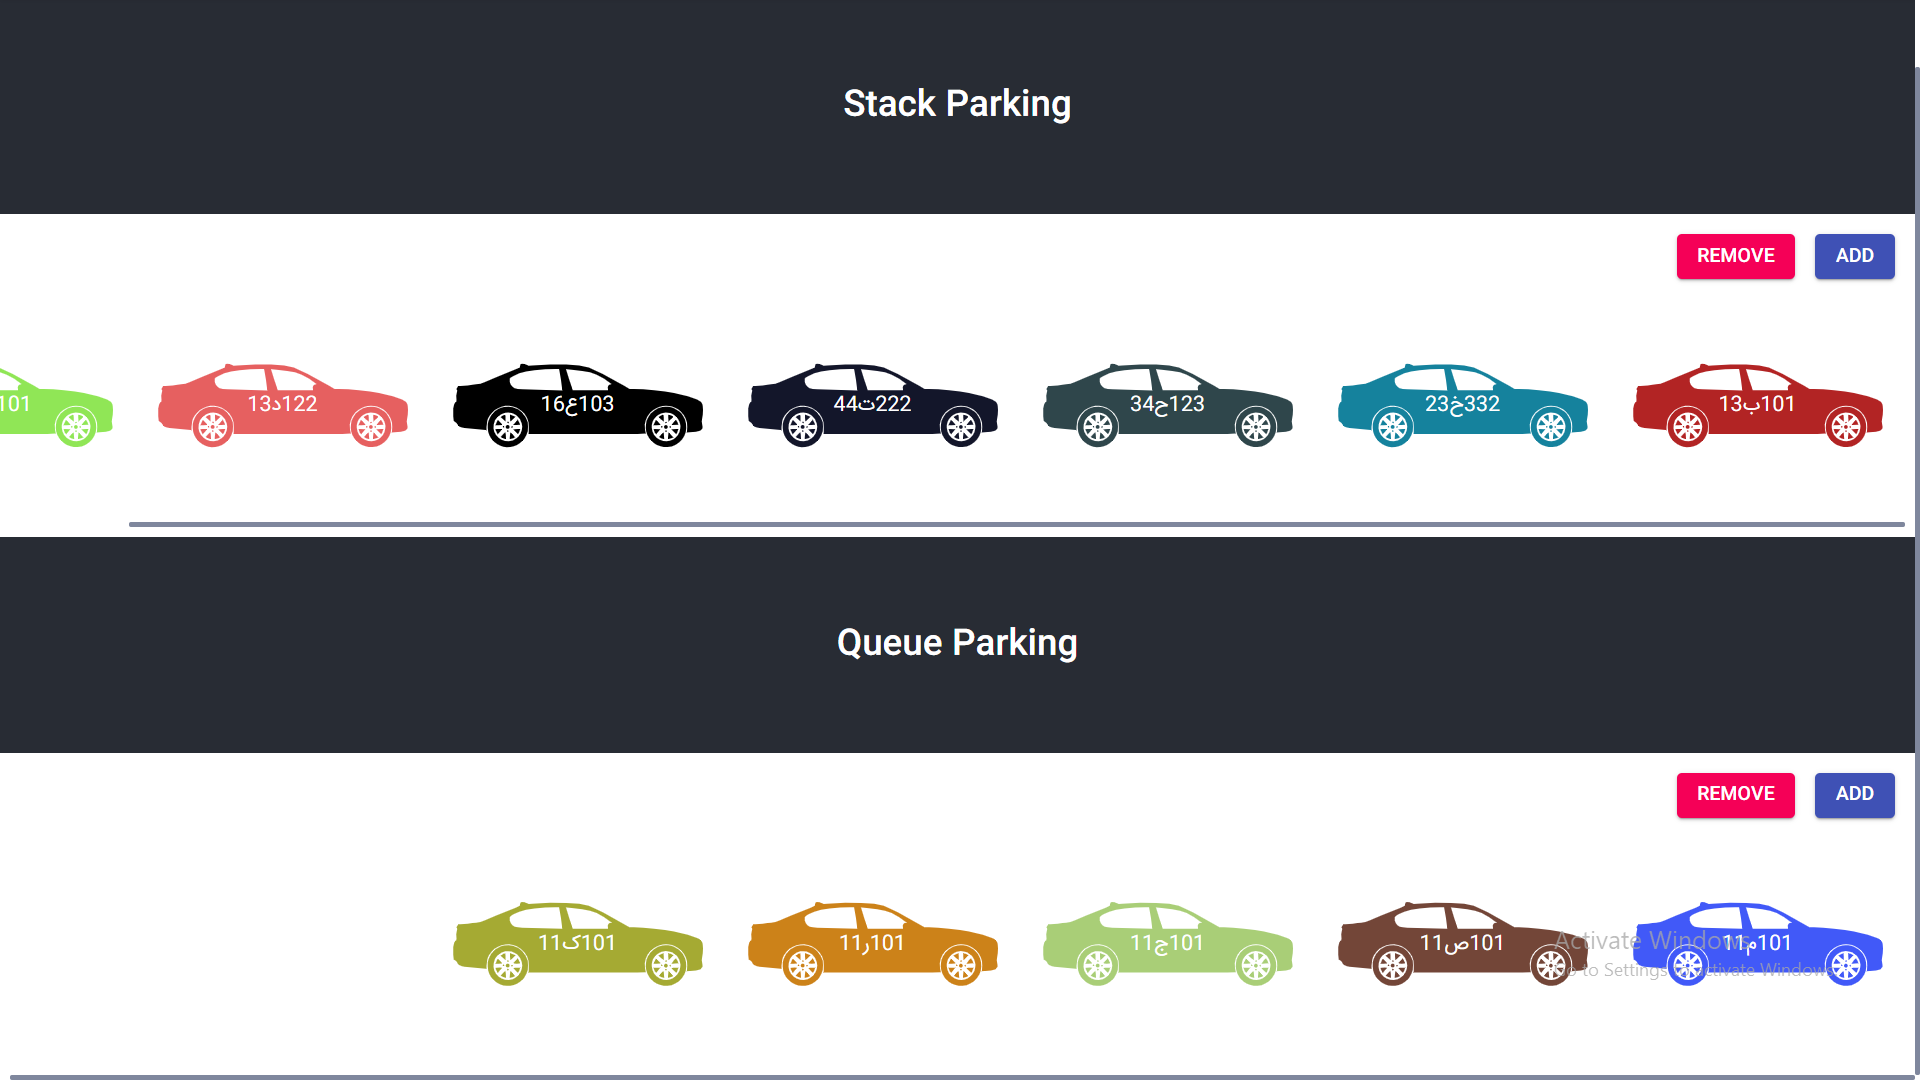 Stack Parking
REMOVE
ADD
101
13د122
16ع103
44ت222
34ح123
23خ332
13ب101
Queue Parking
REMOVE
ADD
11ک101
11ر101
11ج101
11ص101
11م101
Activate Windows
Go to Settings to activate Windows.